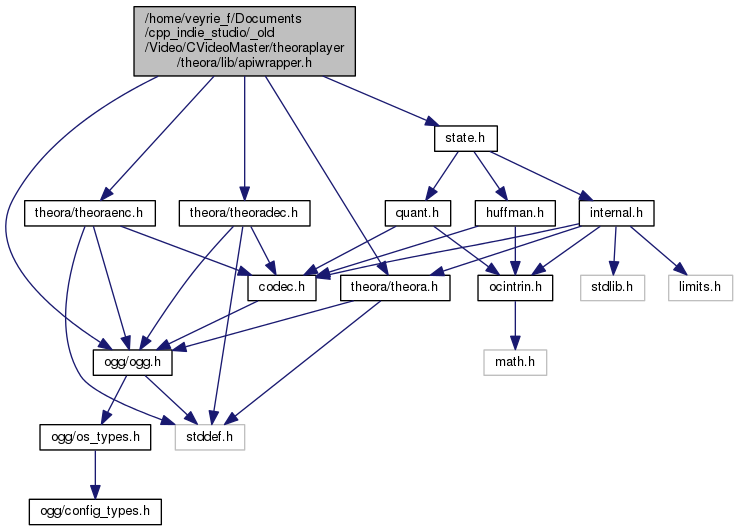 /home/veyrie_f/Documents
/cpp_indie_studio/_old
/Video/CVideoMaster/theoraplayer
/theora/lib/apiwrapper.h
state.h
theora/theoraenc.h
theora/theoradec.h
quant.h
huffman.h
internal.h
codec.h
theora/theora.h
ocintrin.h
stdlib.h
limits.h
ogg/ogg.h
math.h
ogg/os_types.h
stddef.h
ogg/config_types.h